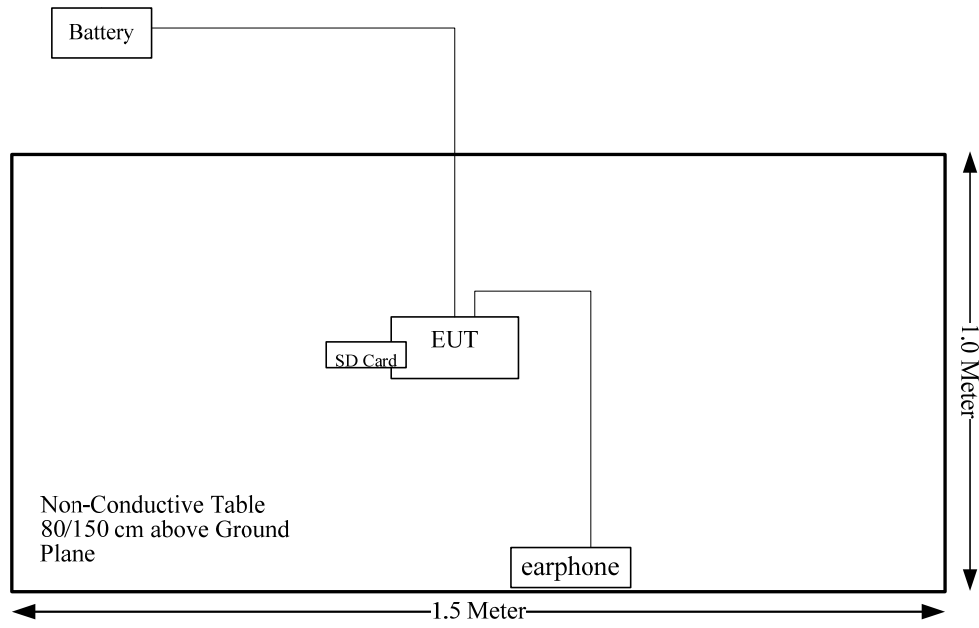 Battery
EUT
SD Card
1.0 Meter
Non-Conductive Table
80/150 cm above Ground
Plane
earphone
1.5 Meter